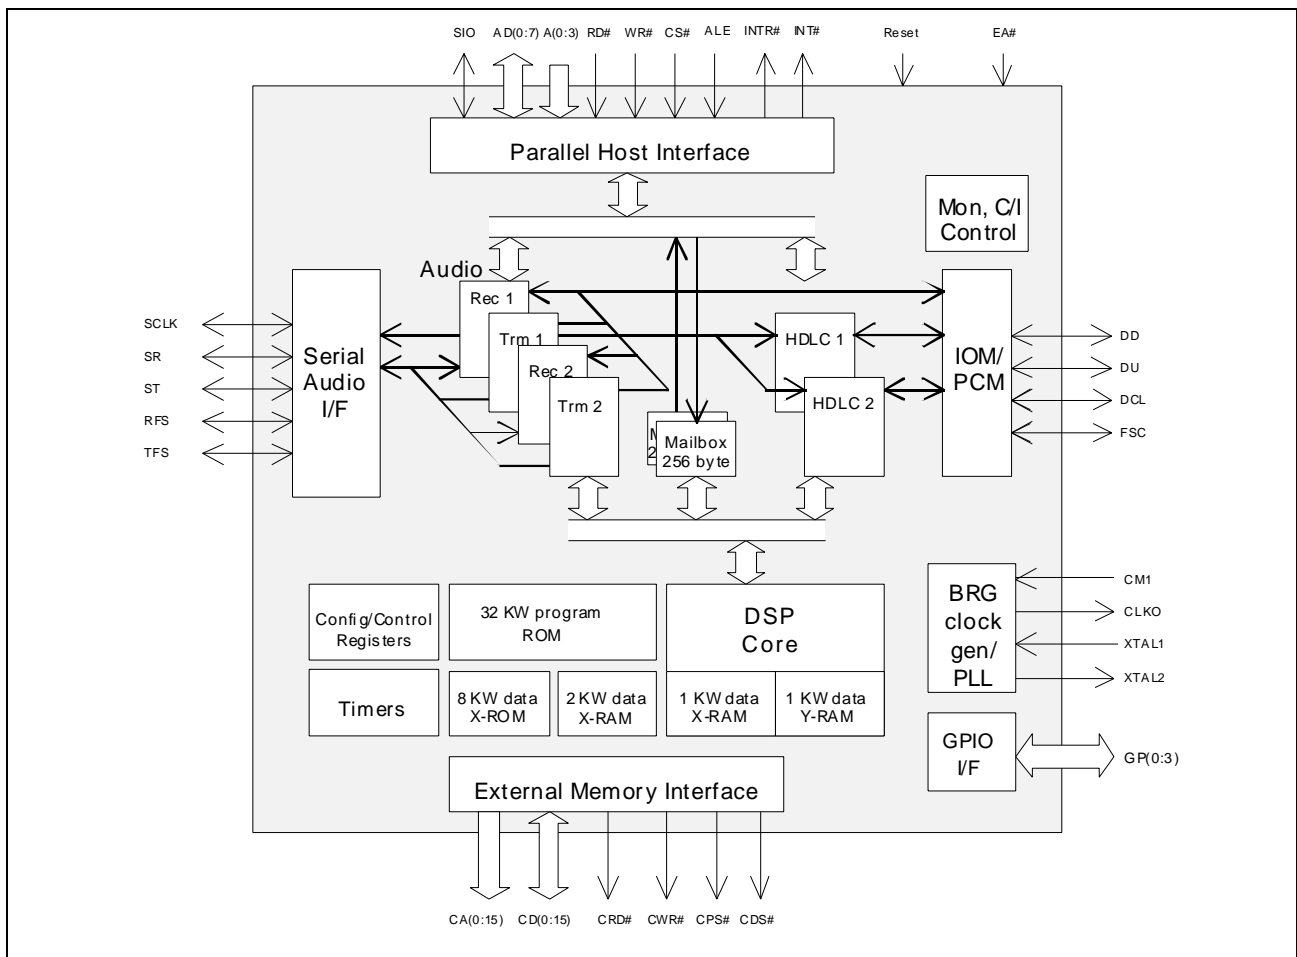 SIO AD(0:7) A(0:3) RD# WR# CS# ALE INTR# INT# Reset EA#
Parallel Host Interface
Mon, C/I
Control
Audio
Rec 1
Trm 1
Rec 2
Trm 2
SCLK
SR
ST
RFS
TFS
Serial
Audio
I/F
HDLC 1
HDLC 2
M
2
Mailbox
256 byte
IOM/
PCM
DD
DU
DCL
FSC
Config/Control
Registers
32 KW program
ROM
DSP
Core
Timers
8 KW data
X-ROM
2 KW data
X-RAM
1 KW data
X-RAM
1 KW data
Y-RAM
BRG
clock
gen/
PLL
CM1
CLKO
XTAL1
XTAL2
GPIO
I/F
GP(0:3)
External Memory Interface
CA(0:15) CD(0:15) CRD# CWR# CPS# CDS#